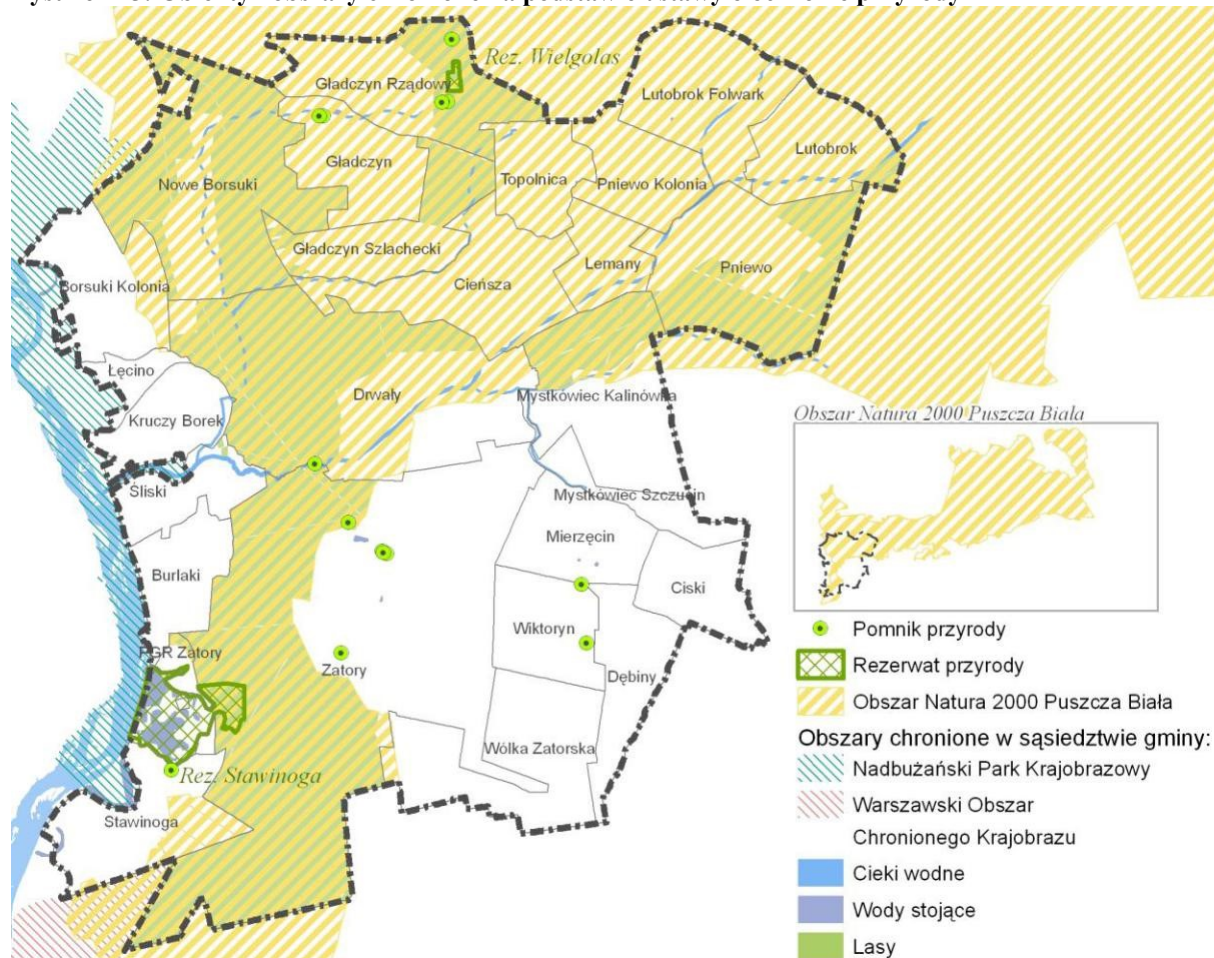 Rez. Wielgolas
Gładczyn Rządowy
Lutobrok Folwark
Lutobrok
Gładczyn
Nowe Borsuki
Topolnica
Pniewo Kolonia
Gładczyn Szlachecki
Lemany
Pniewo
Cieńsza
Borsuki Kolonia
Łęcino
Drwały
Mystkówiec Kalinówka
Kruczy Borek
Obszar Natura 2000 Puszcza Biała
Śliski
Mystkówiec Szczucin
Mierzęcin
Burlaki
Ciski
Wiktoryn
PGR Zatory
Zatory
Dębiny
Wólka Zatorska
Rez. Stawinoga
Stawinoga
Pomnik przyrody
Rezerwat przyrody
Obszar Natura 2000 Puszcza Biała
Obszary chronione w sąsiedztwie gminy:
Nadbużański Park Krajobrazowy
Warszawski Obszar
Chronionego Krajobrazu
Cieki wodne
Wody stojące
Lasy